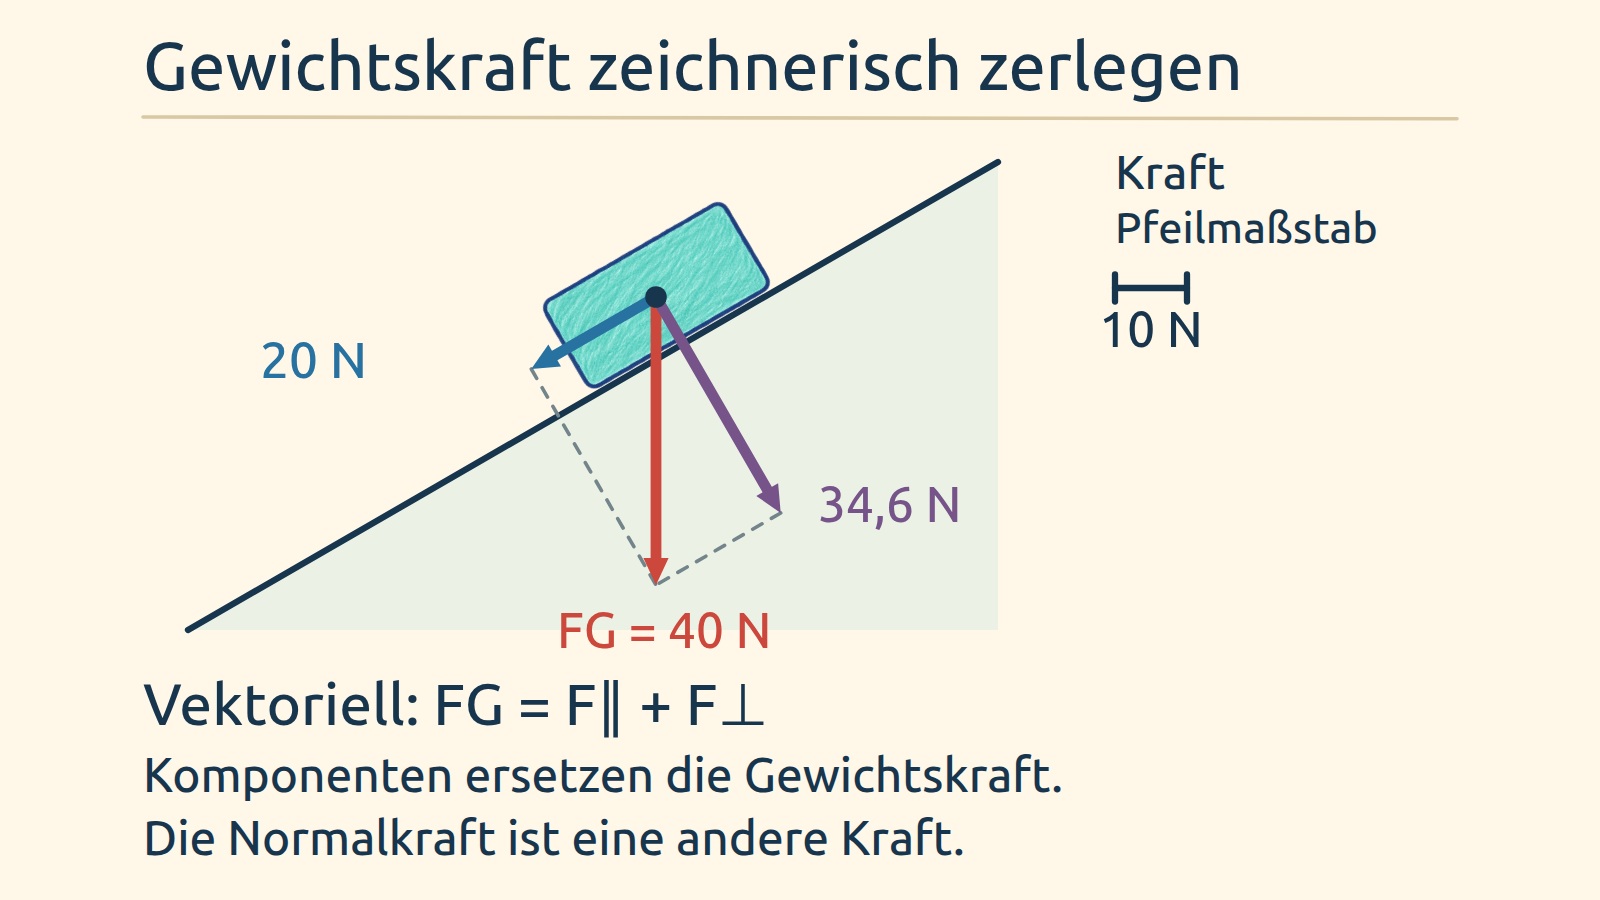 Gewichtskraft zeichnerisch zerlegen
Kraft
Pfeilmaßstab
10 N
20 N
34,6 N
FG = 40 N
Vektoriell: FG = F∥ + F⊥
Komponenten ersetzen die Gewichtskraft.
Die Normalkraft ist eine andere Kraft.